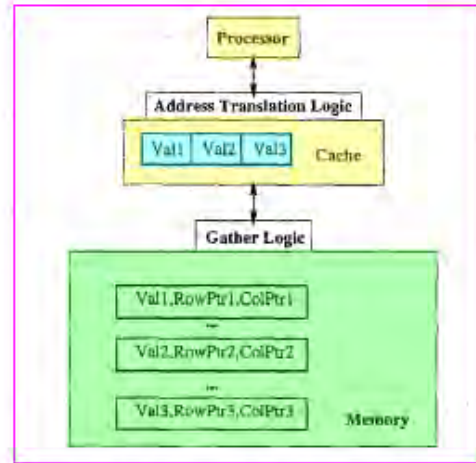 Processor
Address Translation Logic
Val1 Val2 Val3
Cache
Gather Logic
Val1,RowPtr1,ColPtr1
...
Val2,RowPtr2,ColPtr2
...
Val3,RowPtr3,ColPtr3
Memory